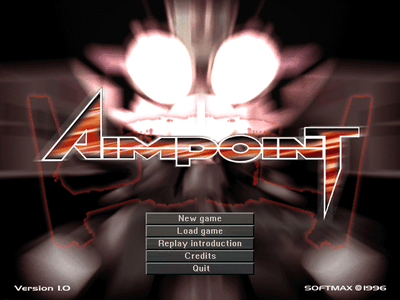 AIMPOINT
New game
Load game
Replay introduction
Credits
Quit
Version 1.0
SOFTMAX ©1996